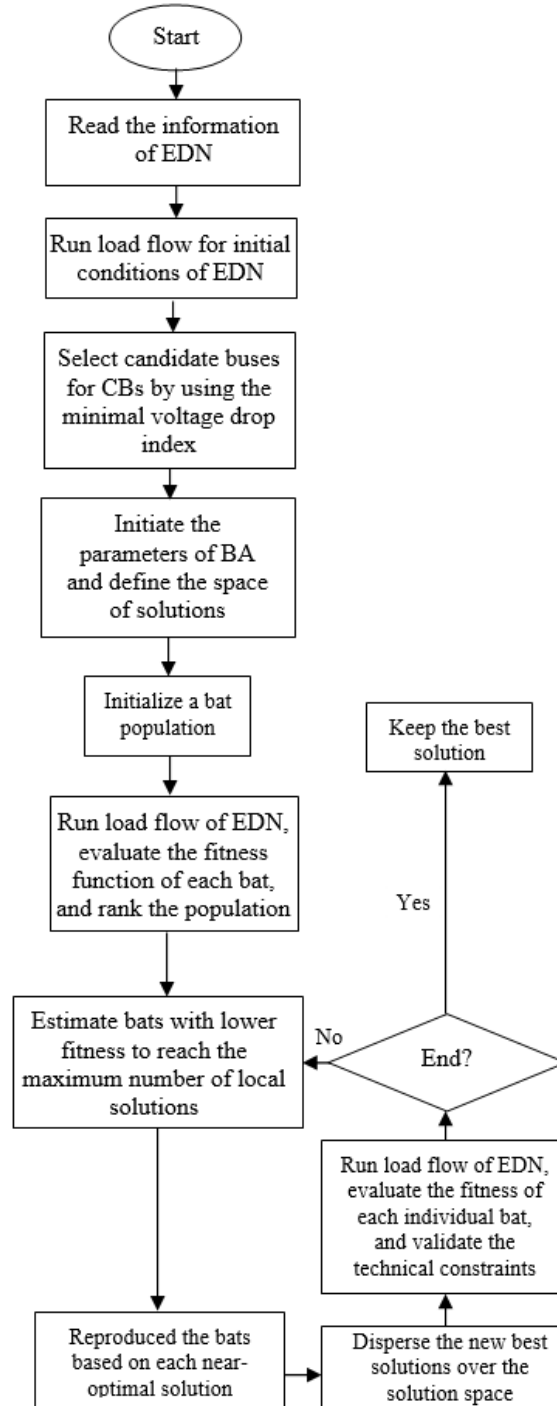 Start
Read the information
of EDN
Run load flow for initial
conditions of EDN
Select candidate buses
for CBs by using the
minimal voltage drop
index
Initiate the
parameters of BA
and define the space
of solutions
Initialize a bat
population
Run load flow of EDN,
evaluate the fitness
function of each bat,
and rank the population
Estimate bats with lower
fitness to reach the
maximum number of local
solutions
Reproduced the bats
based on each near-
optimal solution
Disperse the new best
solutions over the
solution space
Run load flow of EDN,
evaluate the fitness of
each individual bat,
and validate the
technical constraints
End?
No
Yes
Keep the best
solution